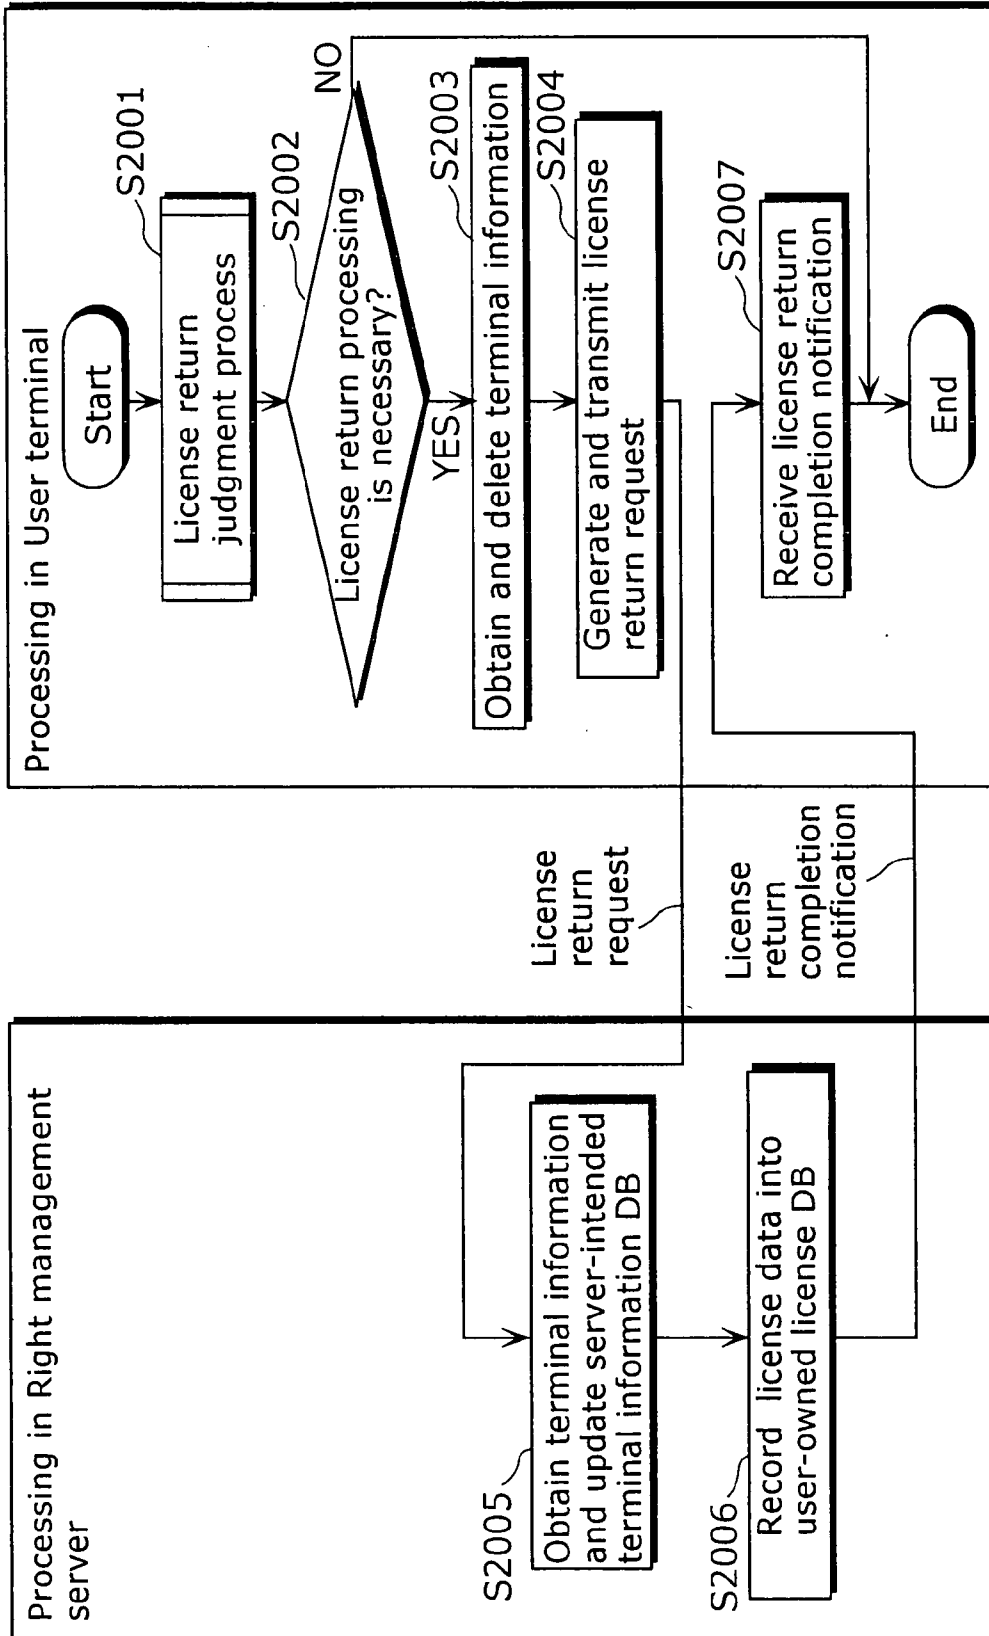 Processing in Right management
server
Processing in User terminal
Start
S2001
License return
judgment process
S2002
License return processing
is necessary?
NO
YES
S2003
Obtain and delete terminal information
S2004
Generate and transmit license
return request
License
return
request
S2005
Obtain terminal information
and update server-intended
terminal information DB
S2006
Record license data into
user-owned license DB
License
return
completion
notification
S2007
Receive license return
completion notification
End